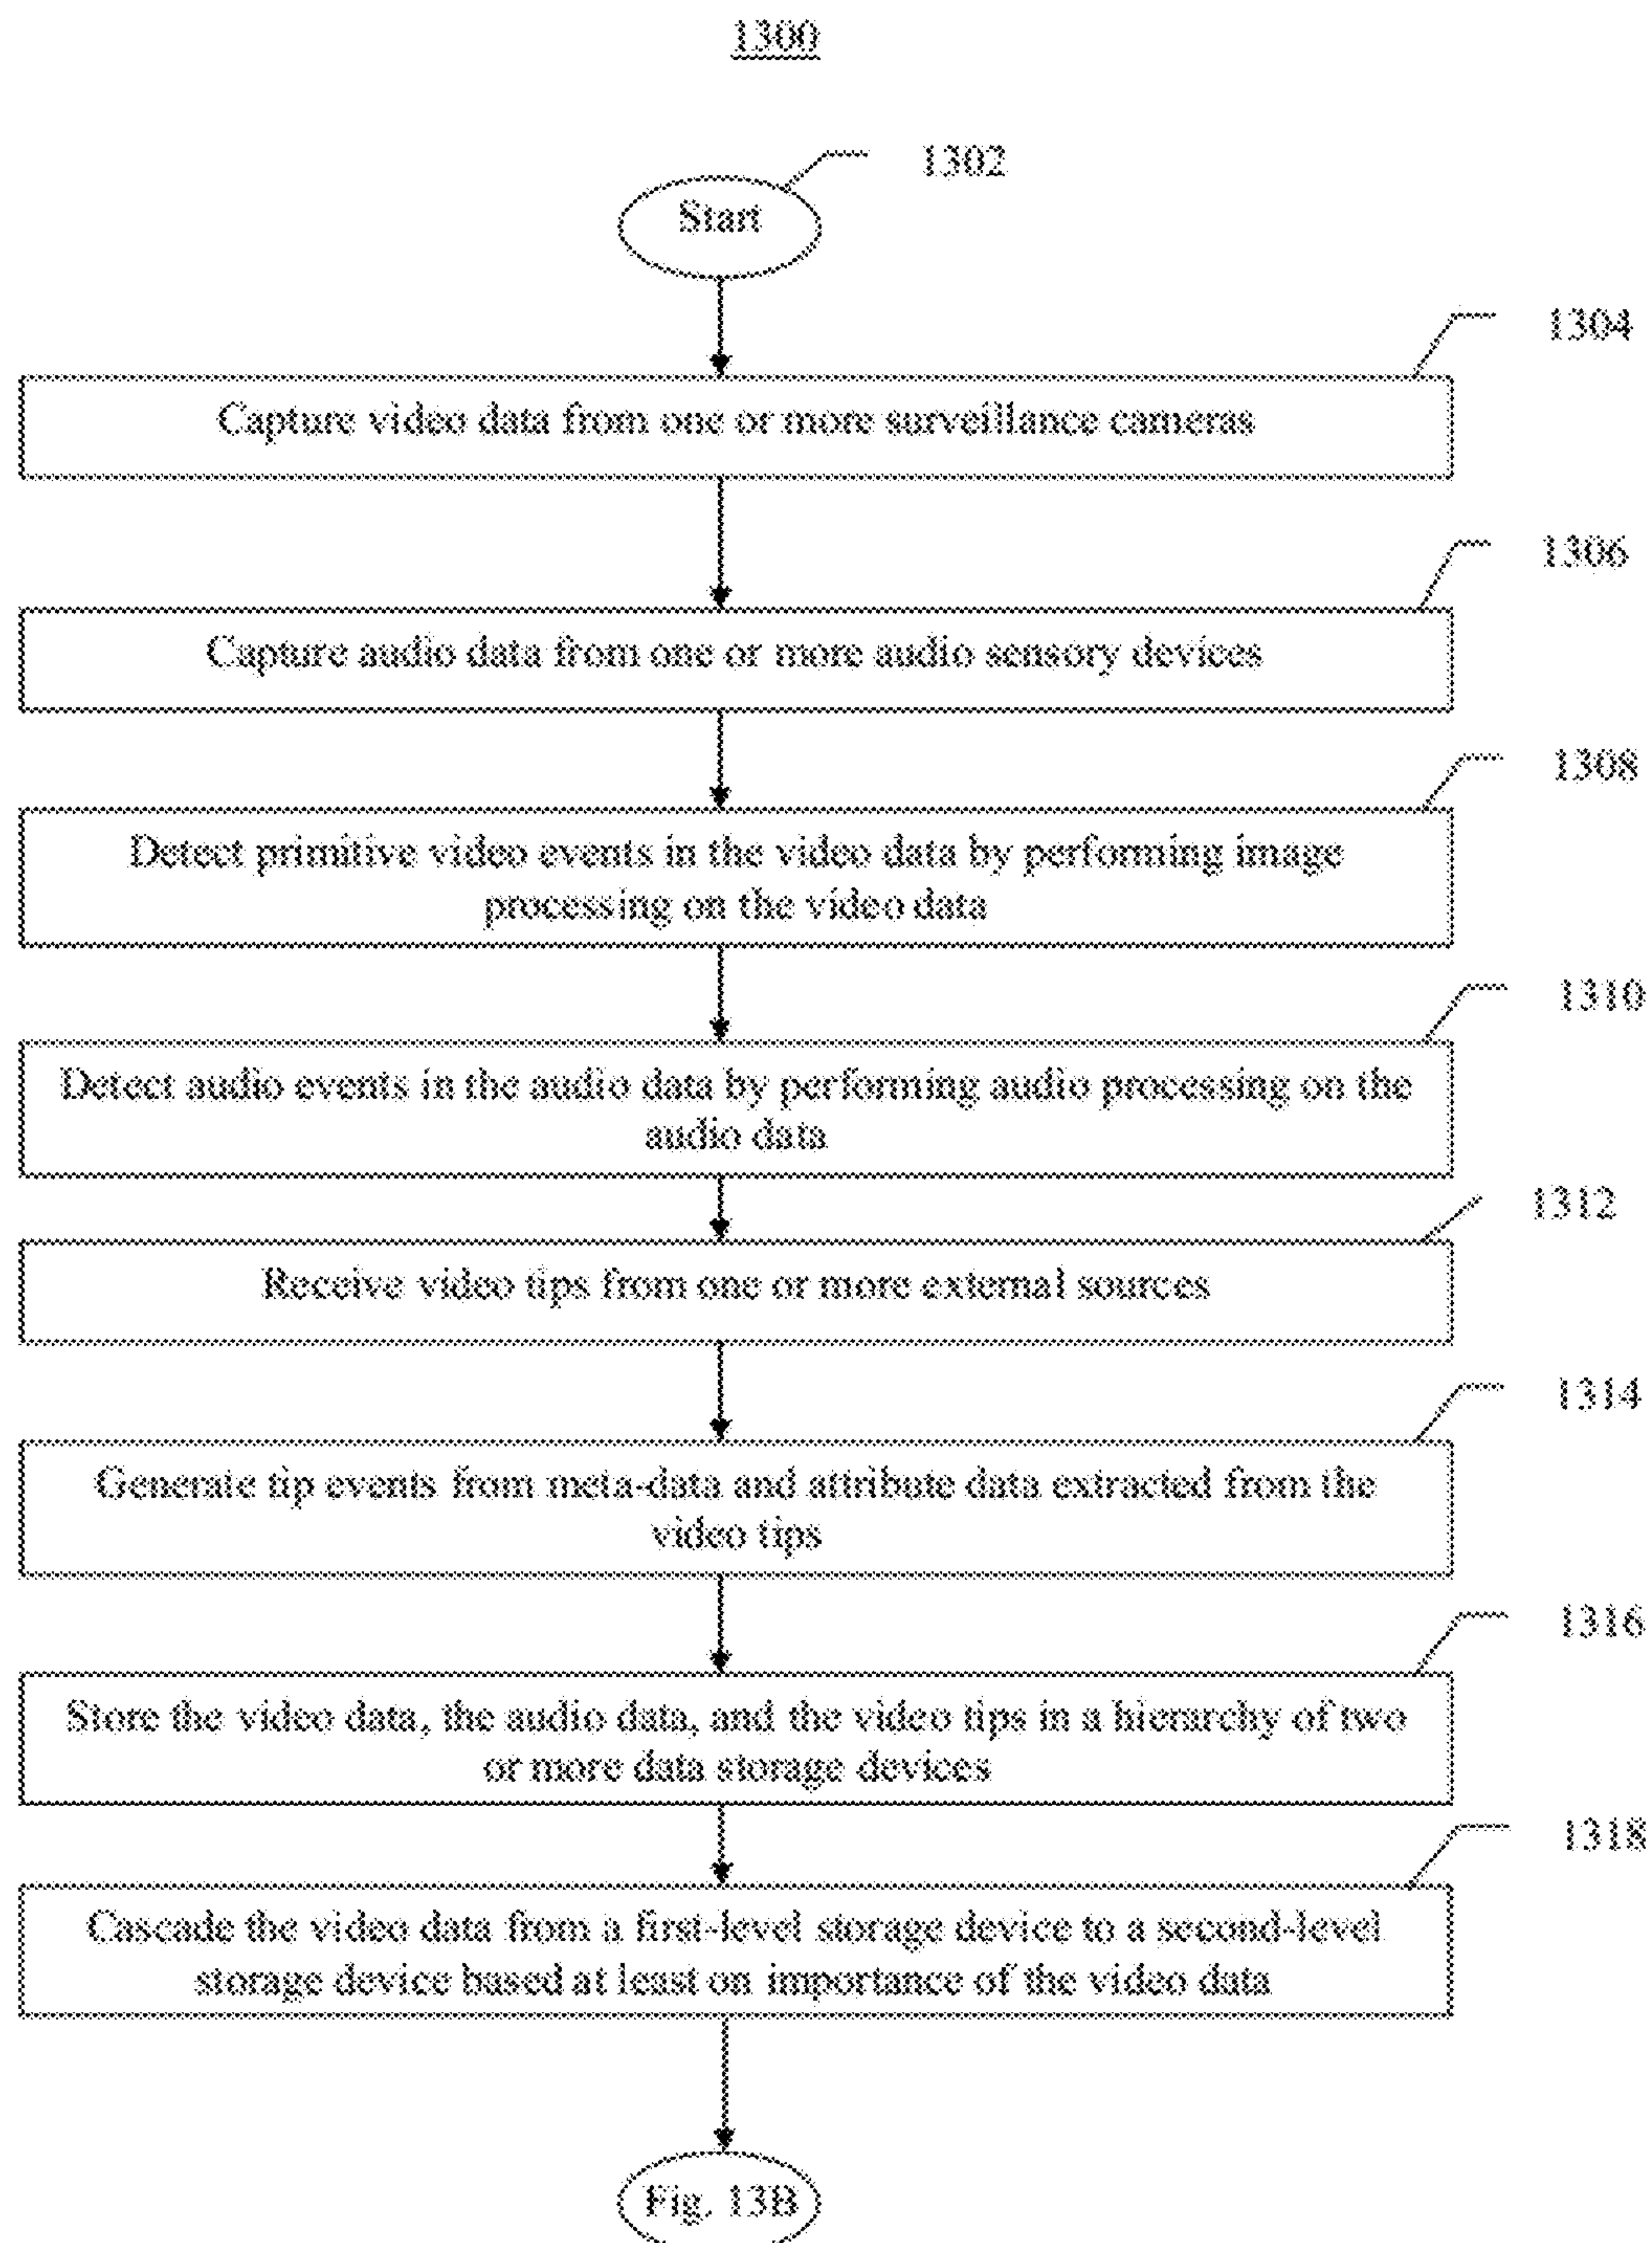 1300
1302
Start
1304
Capture video data from one or more surveillance cameras
1306
Capture audio data from one or more audio sensory devices
1308
Detect primitive video events in the video data by performing image
processing on the video data
1310
Detect audio events in the audio data by performing audio processing on the
audio data
1312
Receive video tips from one or more external sources
1314
Generate tip events from meta-data and attribute data extracted from the
video tips
1316
Store the video data, the audio data, and the video tips in a hierarchy of two
or more data storage devices
1318
Cascade the video data from a first-level storage device to a second-level
storage device based at least on importance of the video data
Fig. 13B